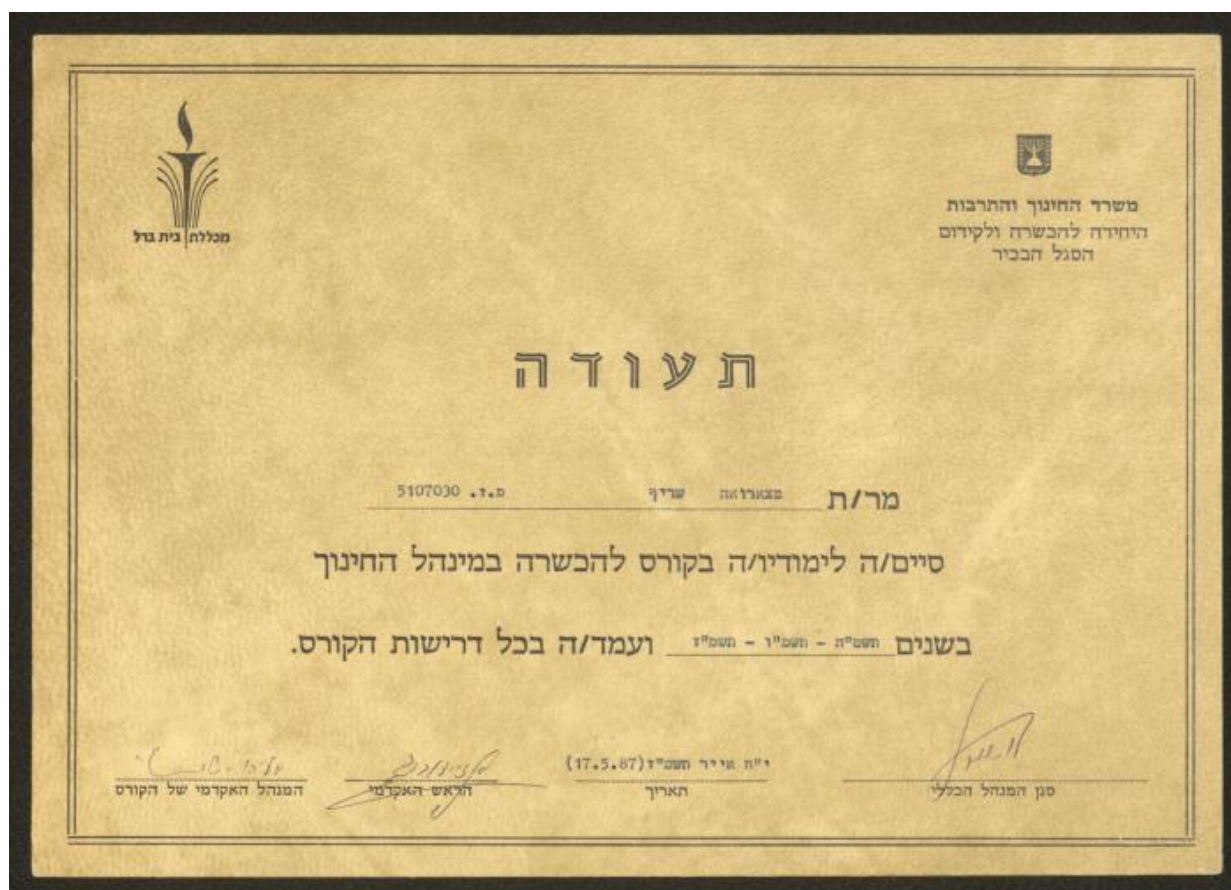 משרד החינוך והתרבות
היחידה להכשרה ולקידום
הסגל הבכיר
מכללת בית ברל
תעודה
מר/ת מצארואה שריף ת.ז. 5107030
סיים/ה לימודיו/ה בקורס להכשרה במינהל החינוך
בשנים תשמ"ה - תשמ"ו - תשמ"ז ועמד/ה בכל דרישות הקורס.
י"ח אייר תשמ"ז (17.5.87)
סגן המנהל הכללי תאריך הראש האקדמי המנהל האקדמי של הקורס